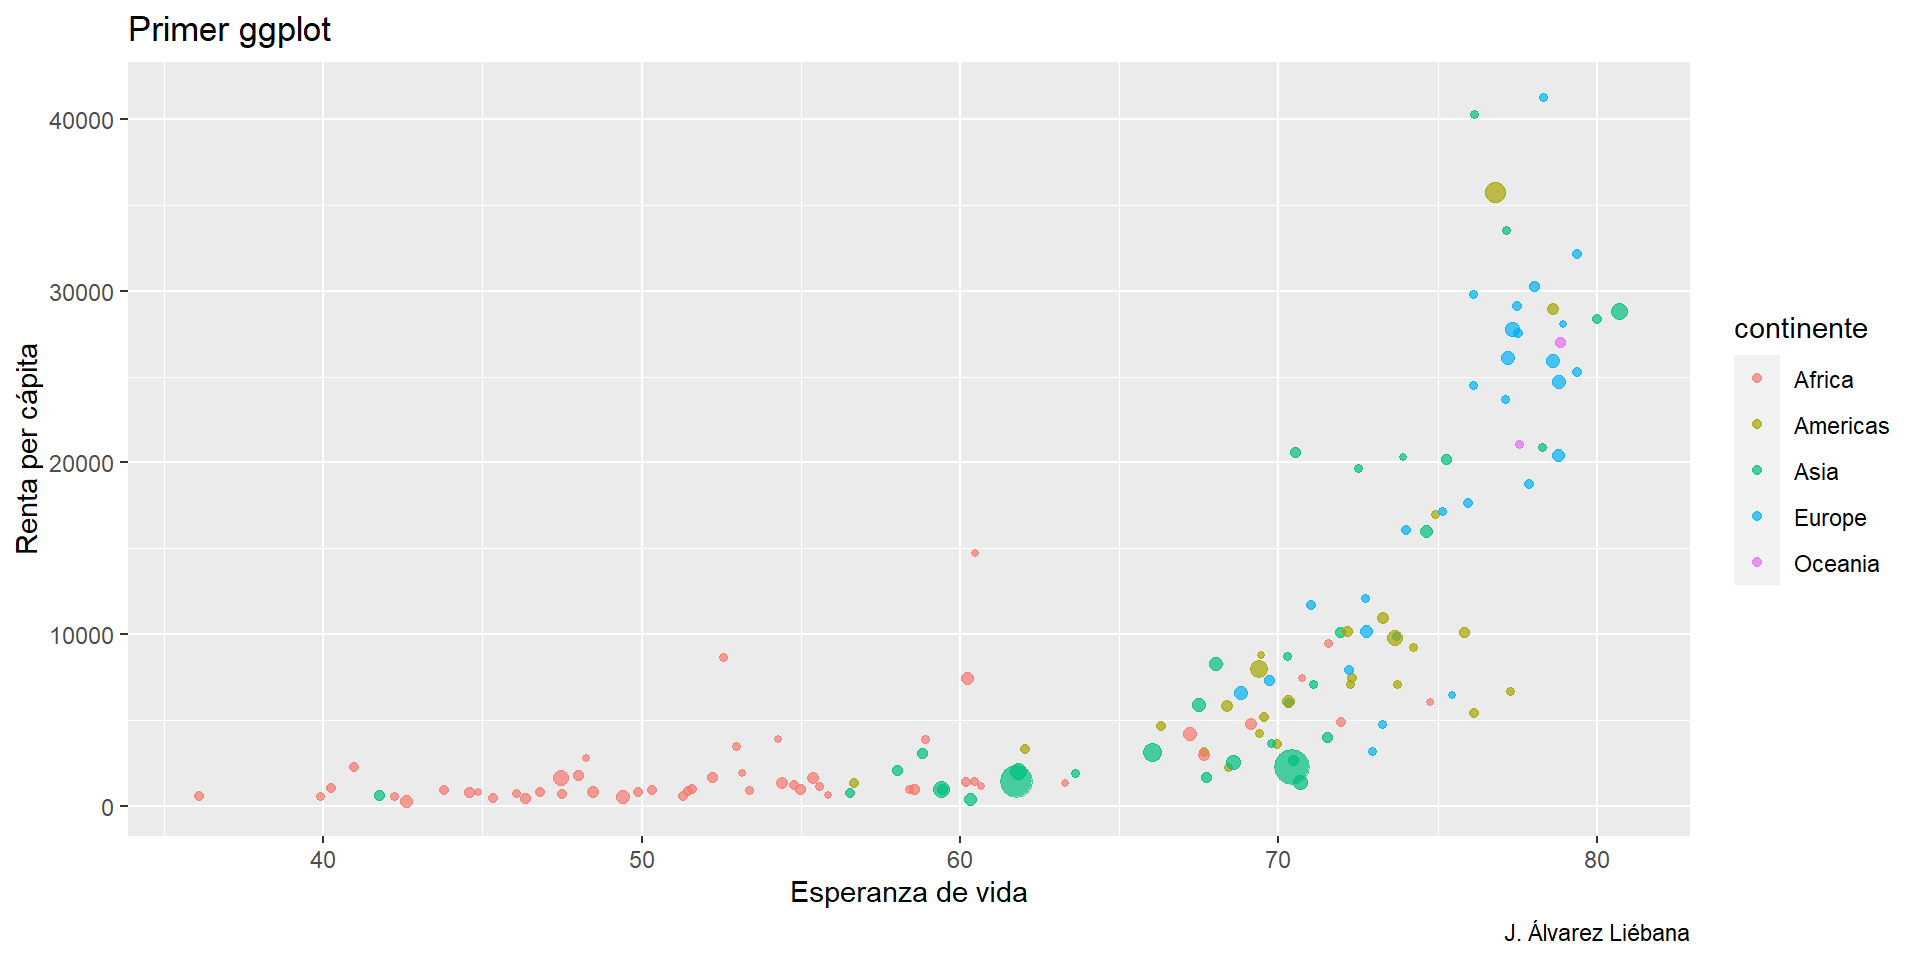 Primer ggplot
Renta per cápita
40000
30000
20000
10000
0
40 50 60 70 80
Esperanza de vida
continente
Africa
Americas
Asia
Europe
Oceania
J. Álvarez Liébana